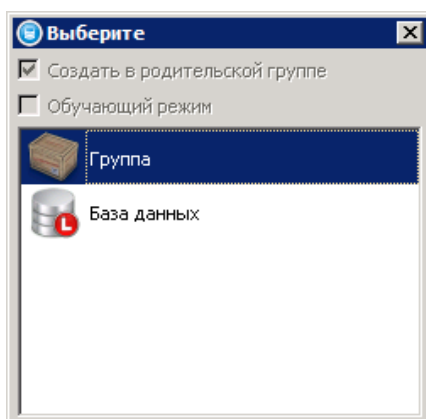 Выберите
Создать в родительской группе
Обучающий режим
Группа
База данных